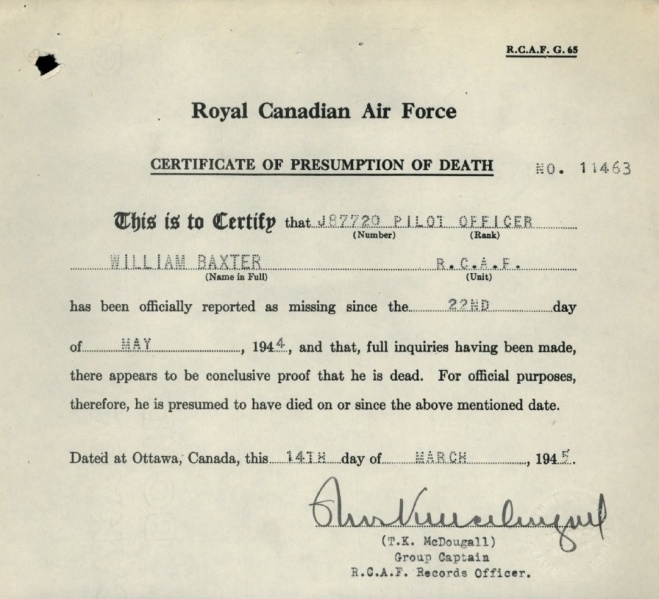 R.C.A.F. G. 65
Royal Canadian Air Force
CERTIFICATE OF PRESUMPTION OF DEATH NO. 11463
This is to Certify that J87720 PILOT OFFICER
(Number) (Rank)
WILLIAM BAXTER R.C.A.F.
(Name in Full) (Unit)
has been officially reported as missing since the 22ND day
of MAY, 1944, and that, full inquiries having been made,
there appears to be conclusive proof that he is dead. For official purposes,
therefore, he is presumed to have died on or since the above mentioned date.
Dated at Ottawa, Canada, this 14TH day of MARCH, 1945.
(T.K. McDougall)
Group Captain
R.C.A.F. Records Officer.